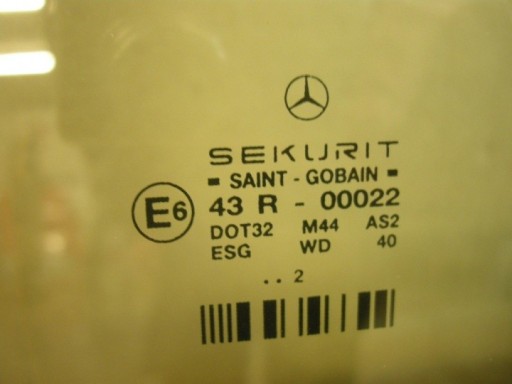 SEKURIT
SAINT - GOBAIN
E6 43 R - 00022
DOT32 M44 AS2
ESG WD 40
.. 2